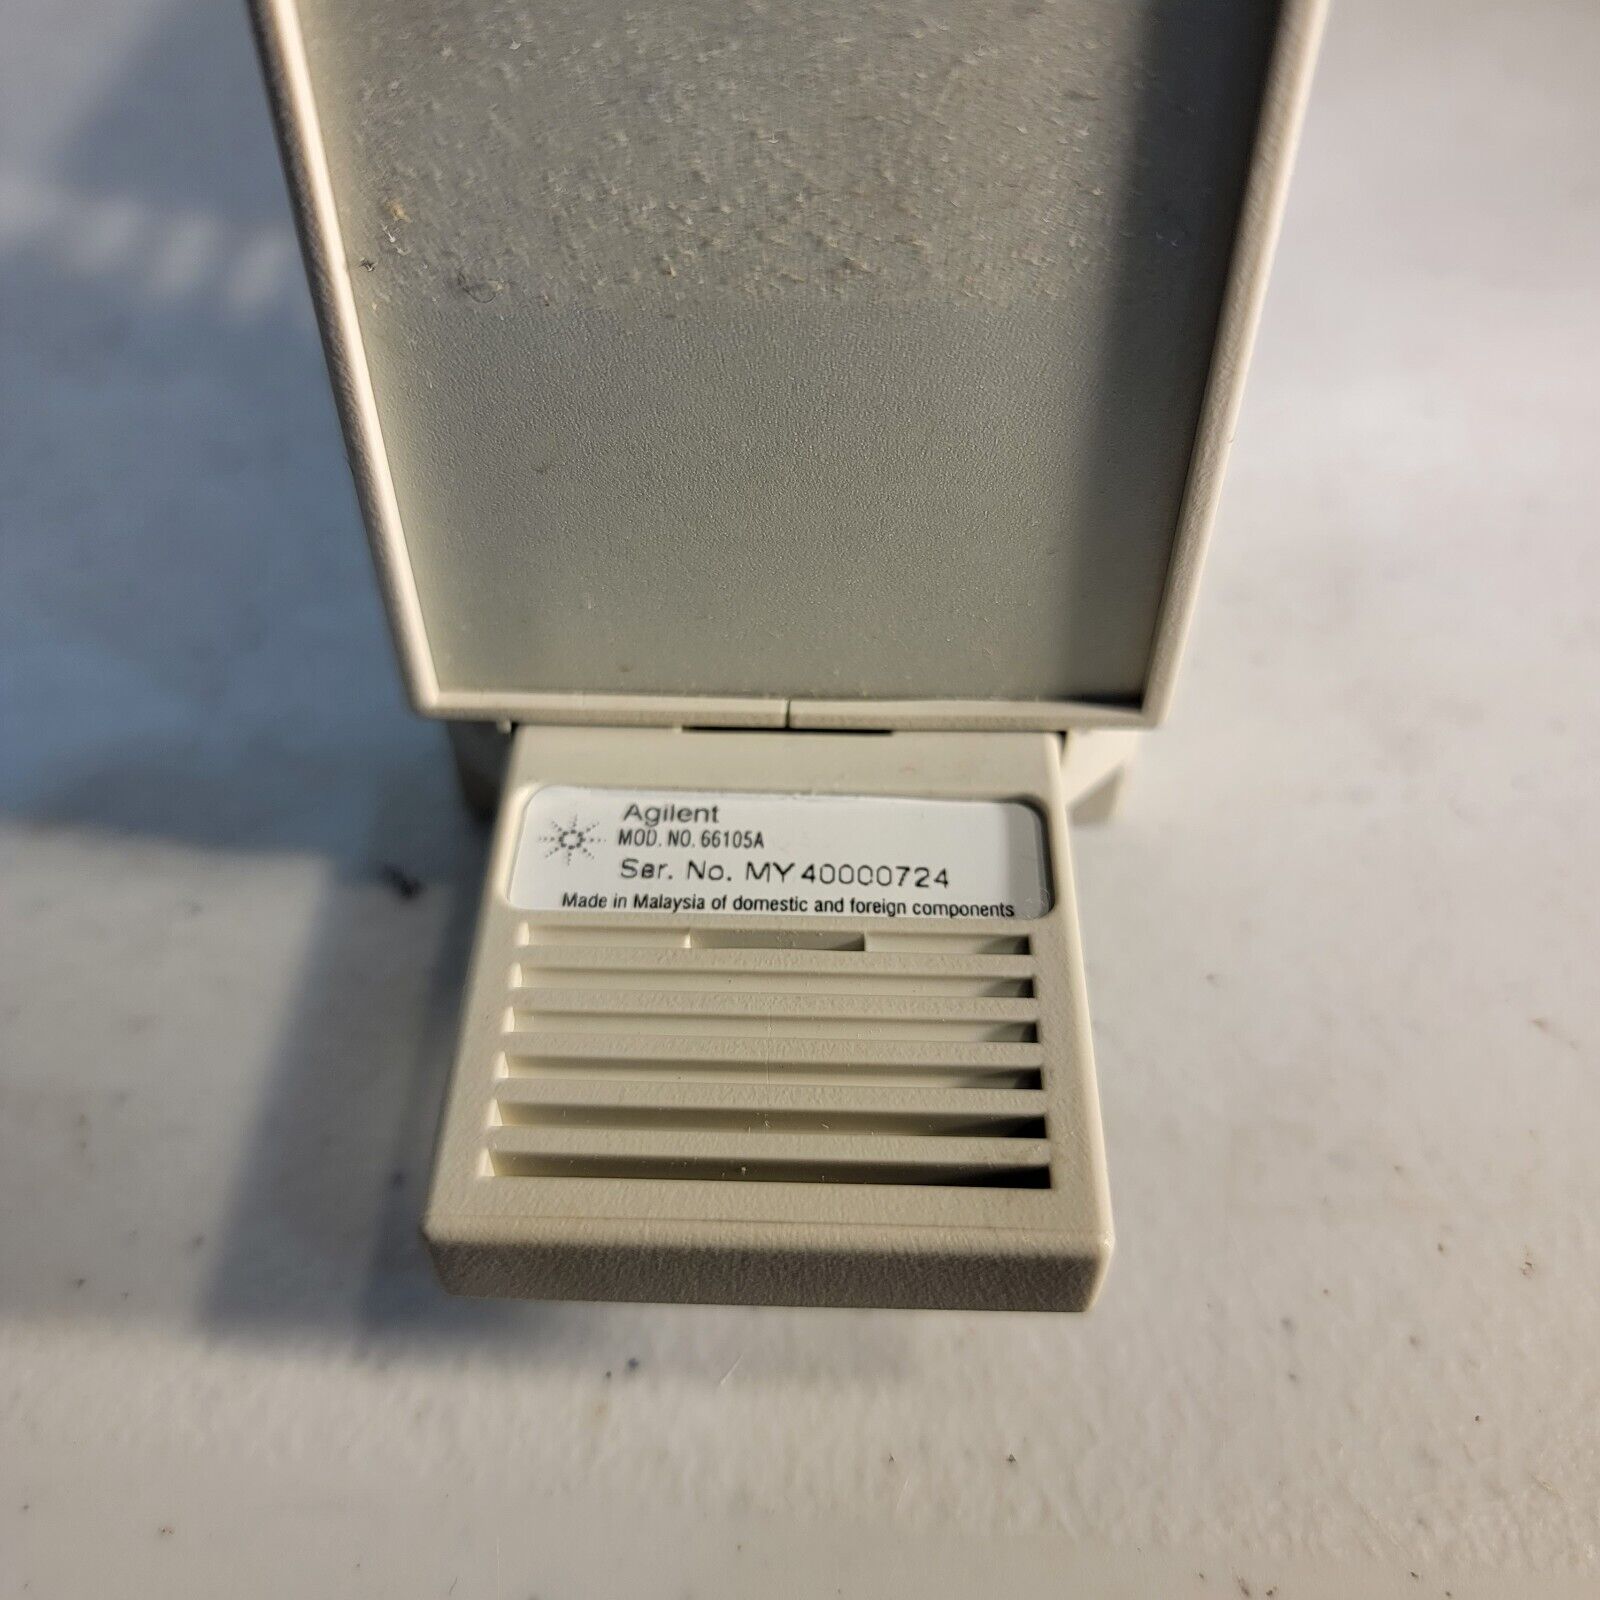 Agilent
MOD. NO. 66105A
Ser. No. MY40000724
Made in Malaysia of domestic and foreign components